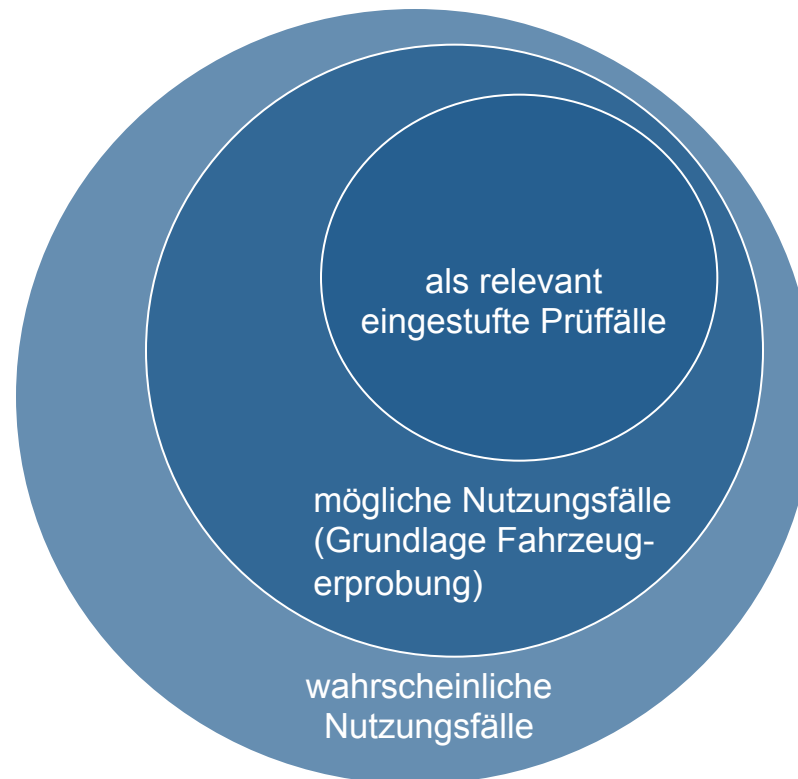 als relevant
eingestufte Prüffälle
mögliche Nutzungsfälle
(Grundlage Fahrzeug-
erprobung)
wahrscheinliche
Nutzungsfälle